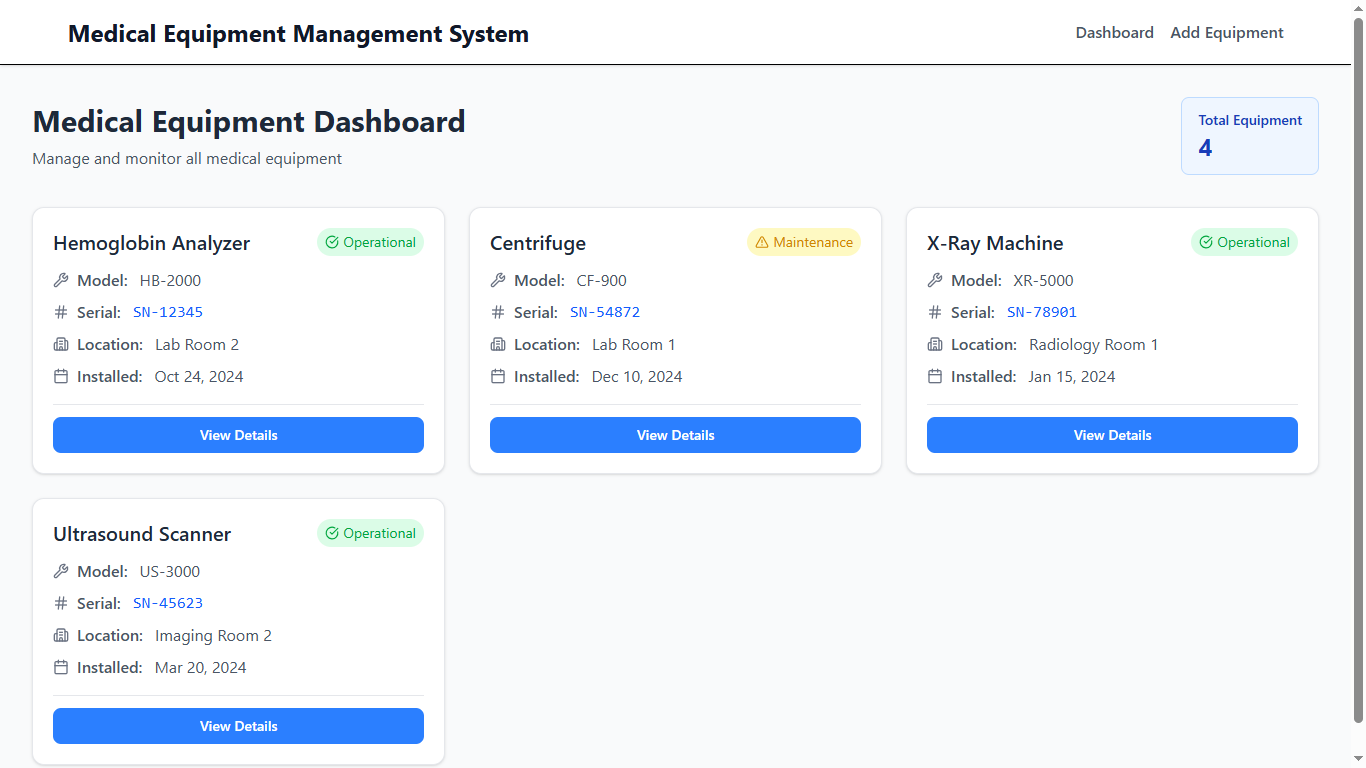 Medical Equipment Management System
Dashboard
Add Equipment
Medical Equipment Dashboard
Manage and monitor all medical equipment
Total Equipment
4
Hemoglobin Analyzer
Operational
Model: HB-2000
Serial: SN-12345
Location: Lab Room 2
Installed: Oct 24, 2024
View Details
Centrifuge
Maintenance
Model: CF-900
Serial: SN-54872
Location: Lab Room 1
Installed: Dec 10, 2024
View Details
X-Ray Machine
Operational
Model: XR-5000
Serial: SN-78901
Location: Radiology Room 1
Installed: Jan 15, 2024
View Details
Ultrasound Scanner
Operational
Model: US-3000
Serial: SN-45623
Location: Imaging Room 2
Installed: Mar 20, 2024
View Details